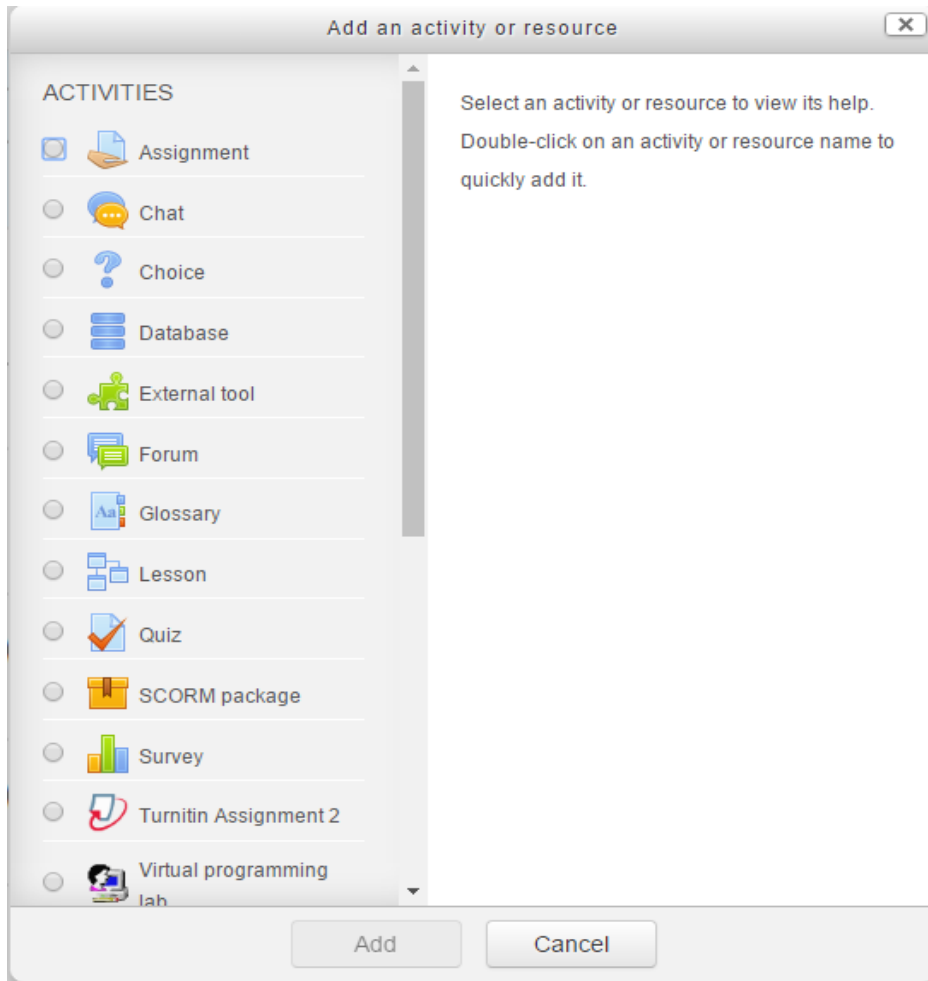 Add an activity or resource
ACTIVITIES
Assignment
Chat
Choice
Database
External tool
Forum
Aa
Glossary
Lesson
Quiz
SCORM package
Survey
Turnitin Assignment 2
Virtual programming
lab
Select an activity or resource to view its help.
Double-click on an activity or resource name to
quickly add it.
Add
Cancel